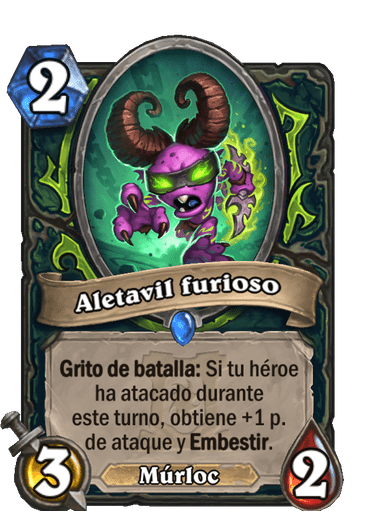 2
Aletavil furioso
Grito de batalla: Si tu héroe
ha atacado durante
este turno, obtiene +1 p.
de ataque y Embestir.
3
Múrloc
2